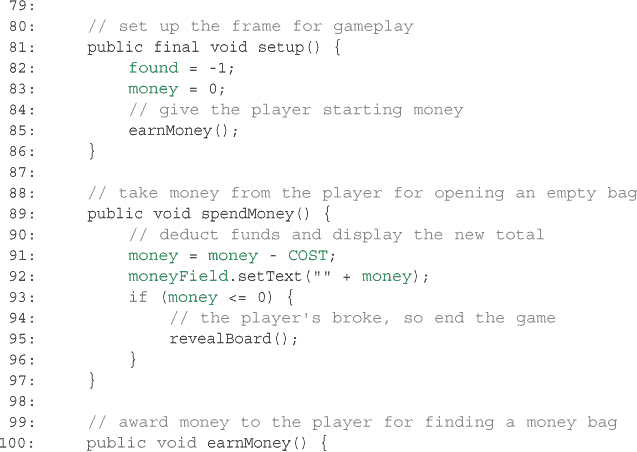 79:
80:     // set up the frame for gameplay
81:     public final void setup() {
82:         found = -1;
83:         money = 0;
84:         // give the player starting money
85:         earnMoney();
86:     }
87:
88:     // take money from the player for opening an empty bag
89:     public void spendMoney() {
90:         // deduct funds and display the new total
91:         money = money - COST;
92:         moneyField.setText("" + money);
93:         if (money <= 0) {
94:             // the player's broke, so end the game
95:             revealBoard();
96:         }
97:     }
98:
99:     // award money to the player for finding a money bag
100:     public void earnMoney() {